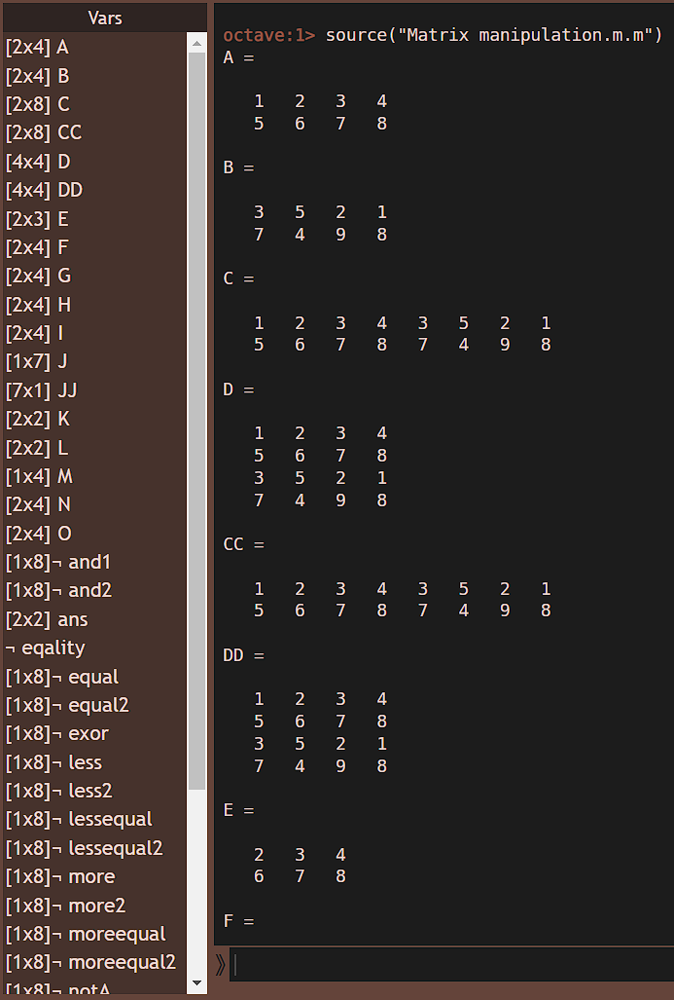 Vars
[2x4] A
[2x4] B
[2x8] C
[2x8] CC
[4x4] D
[4x4] DD
[2x3] E
[2x4] F
[2x4] G
[2x4] H
[2x4] I
[1x7] J
[7x1] JJ
[2x2] K
[2x2] L
[1x4] M
[2x4] N
[2x4] O
[1x8]¬ and1
[1x8]¬ and2
[2x2] ans
¬ eqality
[1x8]¬ equal
[1x8]¬ equal2
[1x8]¬ exor
[1x8]¬ less
[1x8]¬ less2
[1x8]¬ lessequal
[1x8]¬ lessequal2
[1x8]¬ more
[1x8]¬ more2
[1x8]¬ moreequal
[1x8]¬ moreequal2
[1x8]¬ notA
octave:1> source("Matrix manipulation.m.m")
A =
1 2 3 4
5 6 7 8
B =
3 5 2 1
7 4 9 8
C =
1 2 3 4 3 5 2 1
5 6 7 8 7 4 9 8
D =
1 2 3 4
5 6 7 8
3 5 2 1
7 4 9 8
CC =
1 2 3 4 3 5 2 1
5 6 7 8 7 4 9 8
DD =
1 2 3 4
5 6 7 8
3 5 2 1
7 4 9 8
E =
2 3 4
6 7 8
F =
⟫